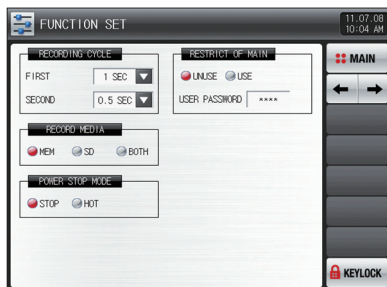 FUNCTION SET
11.07.08
10:04 AM
RECORDING CYCLE
FIRST 1 SEC
SECOND 0.5 SEC
RESTRICT OF MAIN
UNUSE USE
USER PASSWORD ****
RECORD MEDIA
MEM SD BOTH
POWER STOP MODE
STOP HOT
MAIN
KEYLOCK